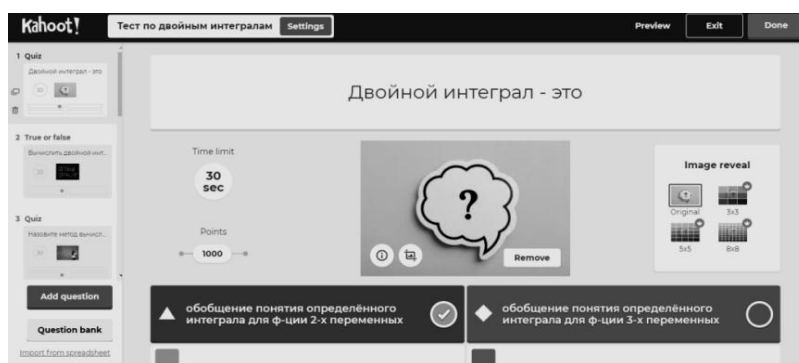 Kahoot!
Тест по двойным интегралам
Settings
Preview
Exit
Done
1 Quiz
Двойной интеграл - это
30
2 True or false
Вычислить двойной инт...
30
3 Quiz
Назовите метод вычисл...
30
Add question
Question bank
Import from spreadsheet
Двойной интеграл - это
Time limit
30
sec
Points
1000
?
Remove
Image reveal
Original
3x3
5x5
8x8
обобщение понятия определённого
интеграла для ф-ции 2-х переменных
обобщение понятия определённого
интеграла для ф-ции 3-х переменных